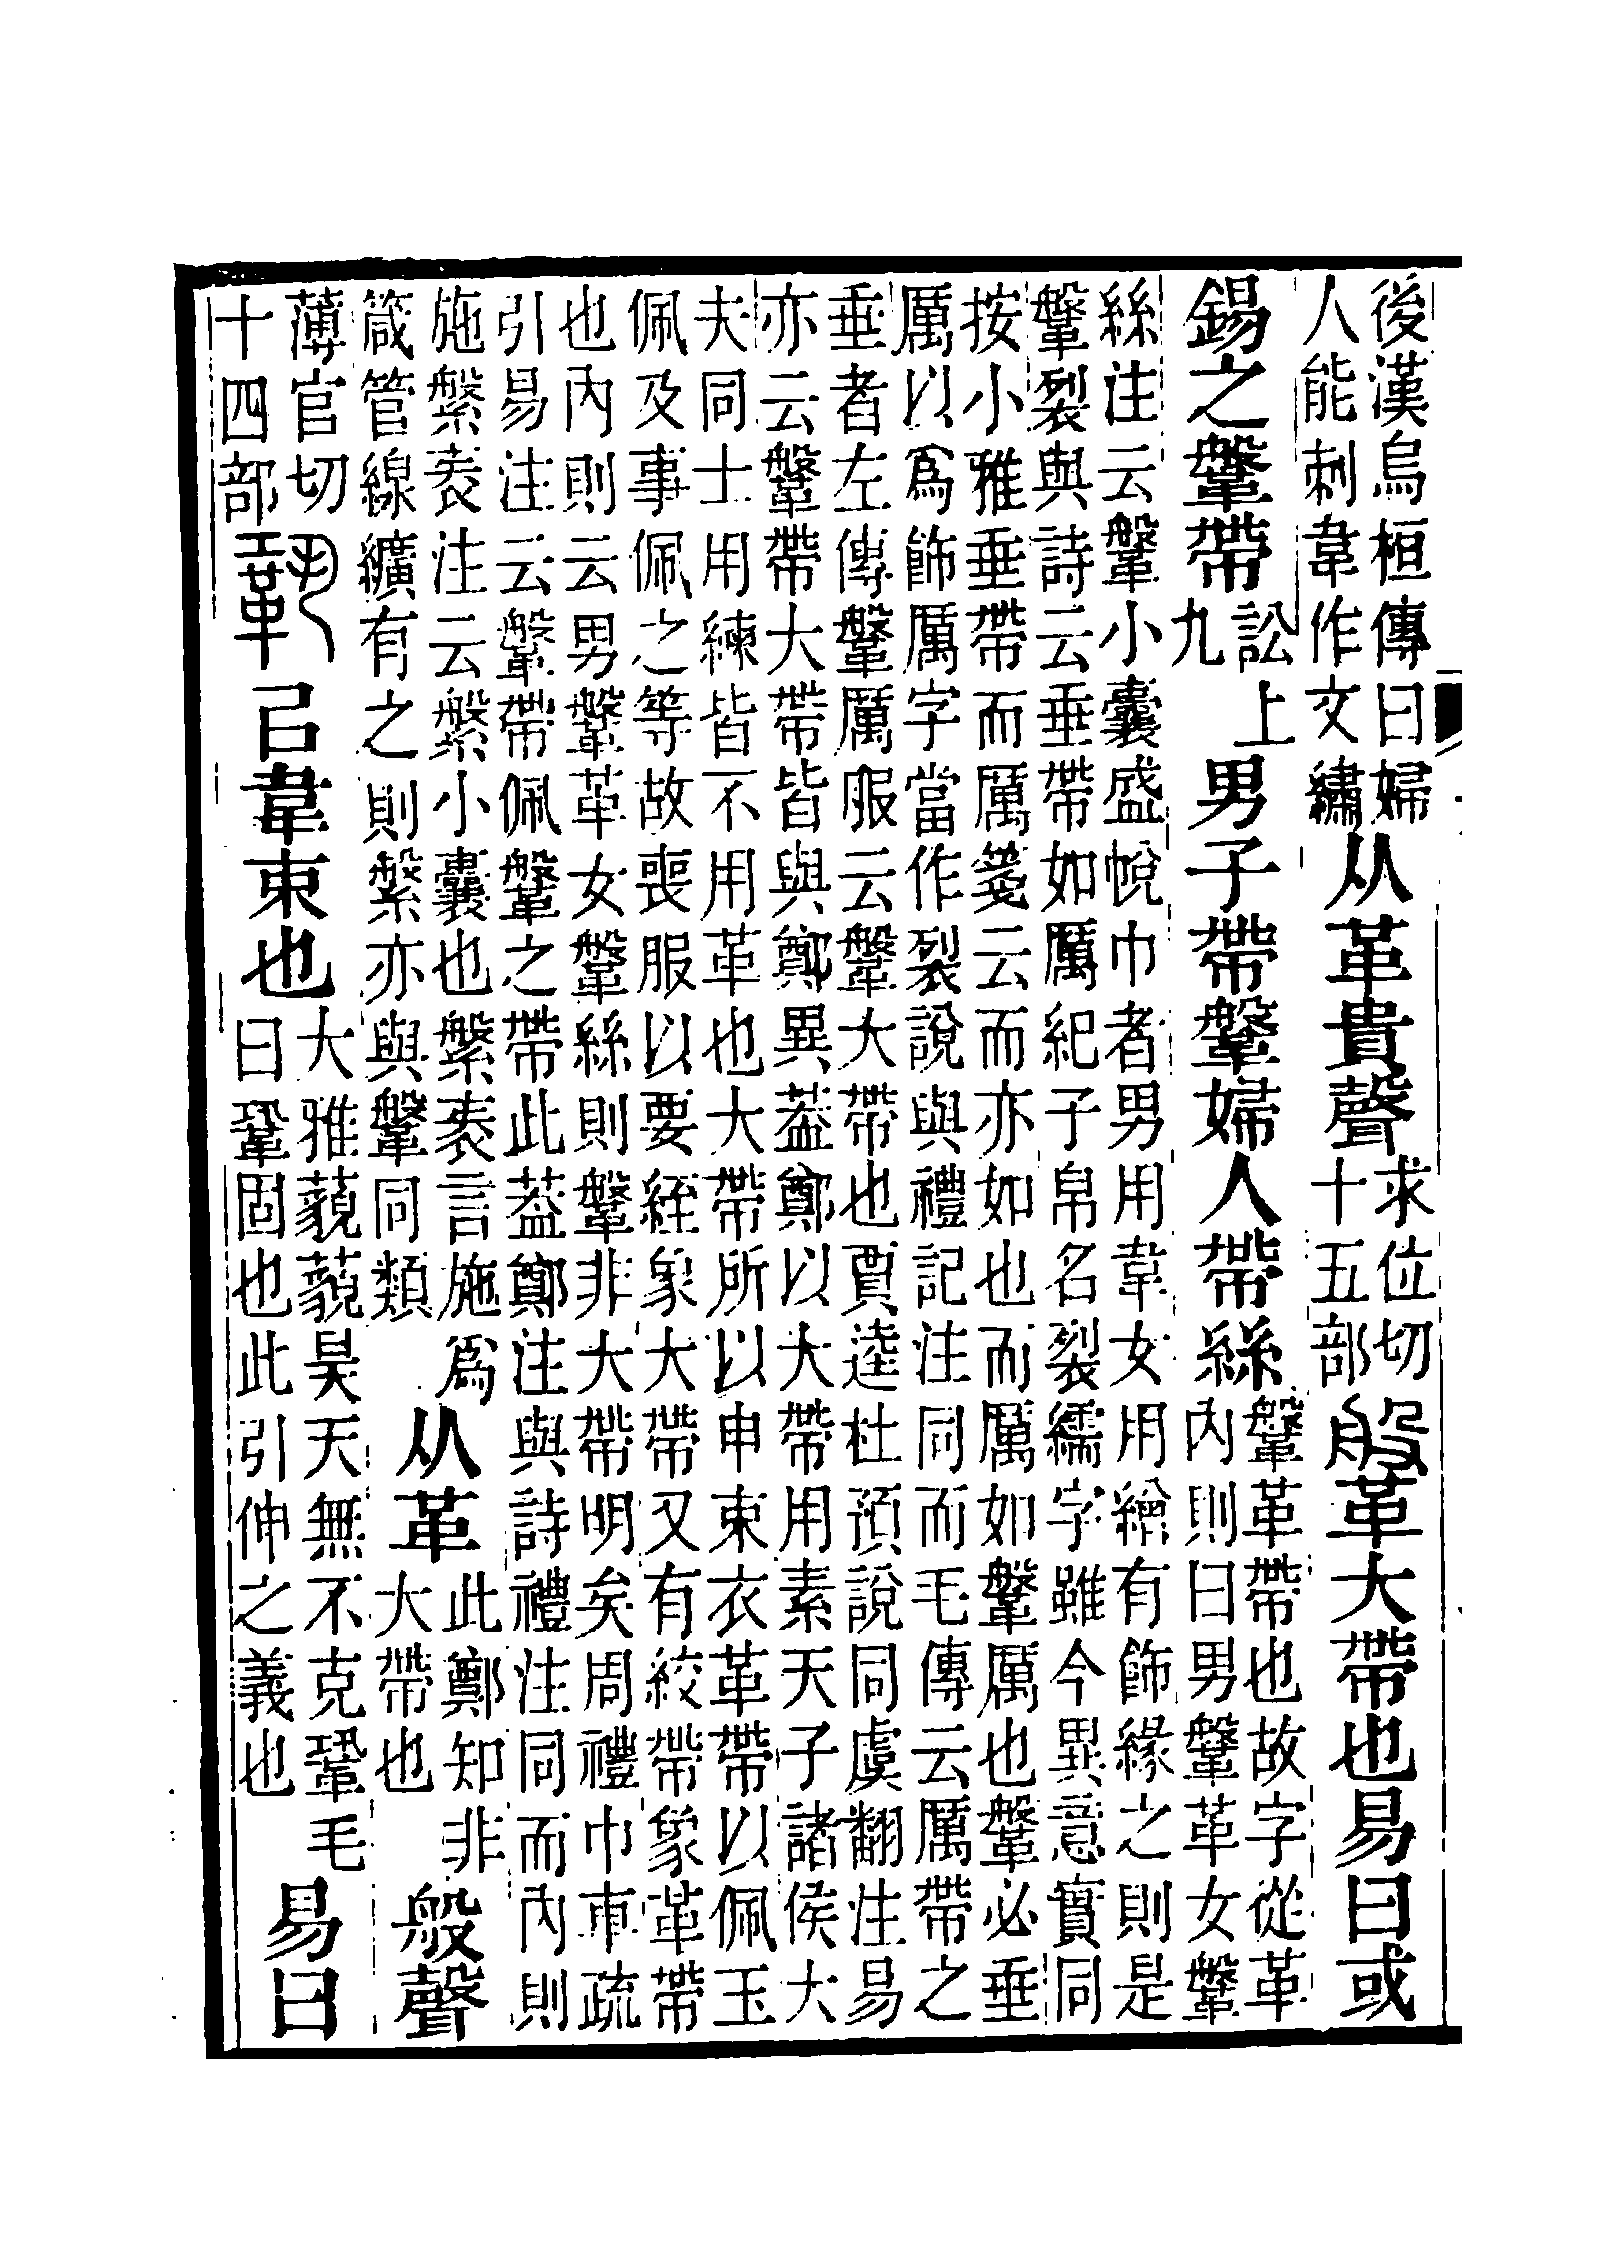 後漢烏桓傳曰婦
人能刺韋作文繡
从革貴聲
求位切
十五部
鞶大帶也易曰或
錫之鞶帶
訟上
九
男子帶鞶婦人帶絲
鞶革帶也故字從革
內則曰男鞶革女鞶
絲注云鞶小囊盛帨巾者男用韋女用繒有飾緣之則是
鞶裂與詩云垂帶如厲紀子帛名裂繻字雖今異意實同
按小雅垂帶而厲箋云而亦如也而厲如鞶厲也鞶必垂
厲以爲飾厲字當作裂說與禮記注同而毛傳云厲帶之
垂者左傳鞶厲服云鞶大帶也賈逵杜預說同虞翻注易
亦云鞶帶大帶皆與鄭異葢鄭以大帶用素天子諸侯大
夫同士用練皆不用革也大帶所以申束衣革帶以佩玉
佩及事佩之等故喪服以要絰象大帶又有絞帶象革帶
也內則云男鞶革女鞶絲則鞶非大帶明矣周禮巾車疏
引易注云鞶帶佩鞶之帶此葢鄭注與詩禮注同而內則
施縏袠注云縏小囊也縏袠言施爲
箴管線纊有之則縏亦與鞶同類
从革
此鄭知非
大帶也
般聲
薄官切
十四部
鞏㠯韋束也
大雅藐藐昊天無不克鞏毛
曰鞏固也此引伸之義也
易曰